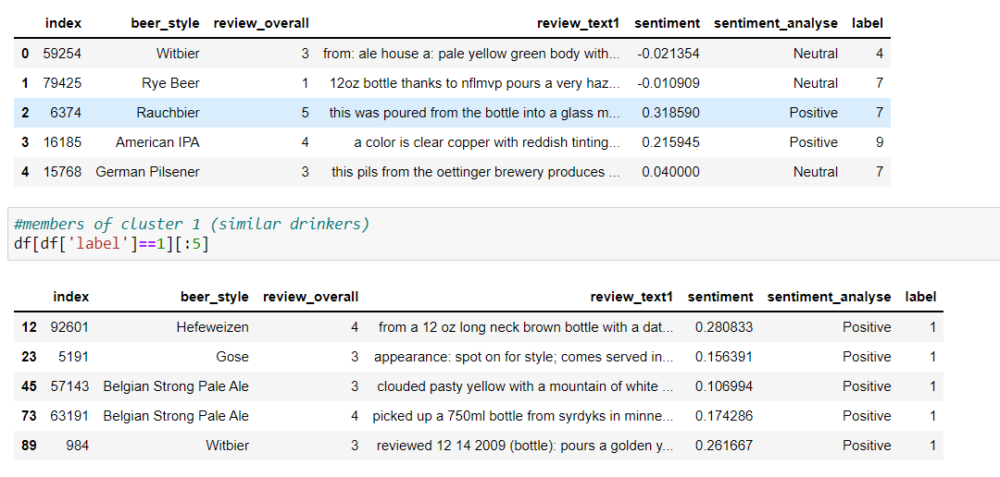 index beer_style review_overall review_text1 sentiment sentiment_analyse label
0 59254 Witbier 3 from: ale house a: pale yellow green body with... -0.021354 Neutral 4
1 79425 Rye Beer 1 12oz bottle thanks to nflmvp pours a very haz... -0.010909 Neutral 7
2 6374 Rauchbier 5 this was poured from the bottle into a glass m... 0.318590 Positive 7
3 16185 American IPA 4 a color is clear copper with reddish tinting... 0.215945 Positive 9
4 15768 German Pilsener 3 this pils from the oettinger brewery produces ... 0.040000 Neutral 7
#members of cluster 1 (similar drinkers)
df[df['label']==1][:5]
index beer_style review_overall review_text1 sentiment sentiment_analyse label
12 92601 Hefeweizen 4 from a 12 oz long neck brown bottle with a dat... 0.280833 Positive 1
23 5191 Gose 3 appearance: spot on for style; comes served in... 0.156391 Positive 1
45 57143 Belgian Strong Pale Ale 3 clouded pasty yellow with a mountain of white ... 0.106994 Positive 1
73 63191 Belgian Strong Pale Ale 4 picked up a 750ml bottle from syrdyks in minne... 0.174286 Positive 1
89 984 Witbier 3 reviewed 12 14 2009 (bottle): pours a golden y... 0.261667 Positive 1